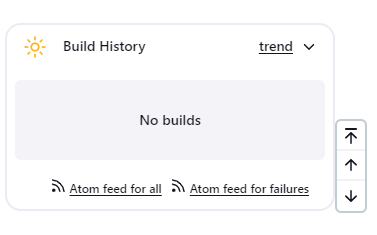 Build History trend
No builds
Atom feed for all Atom feed for failures